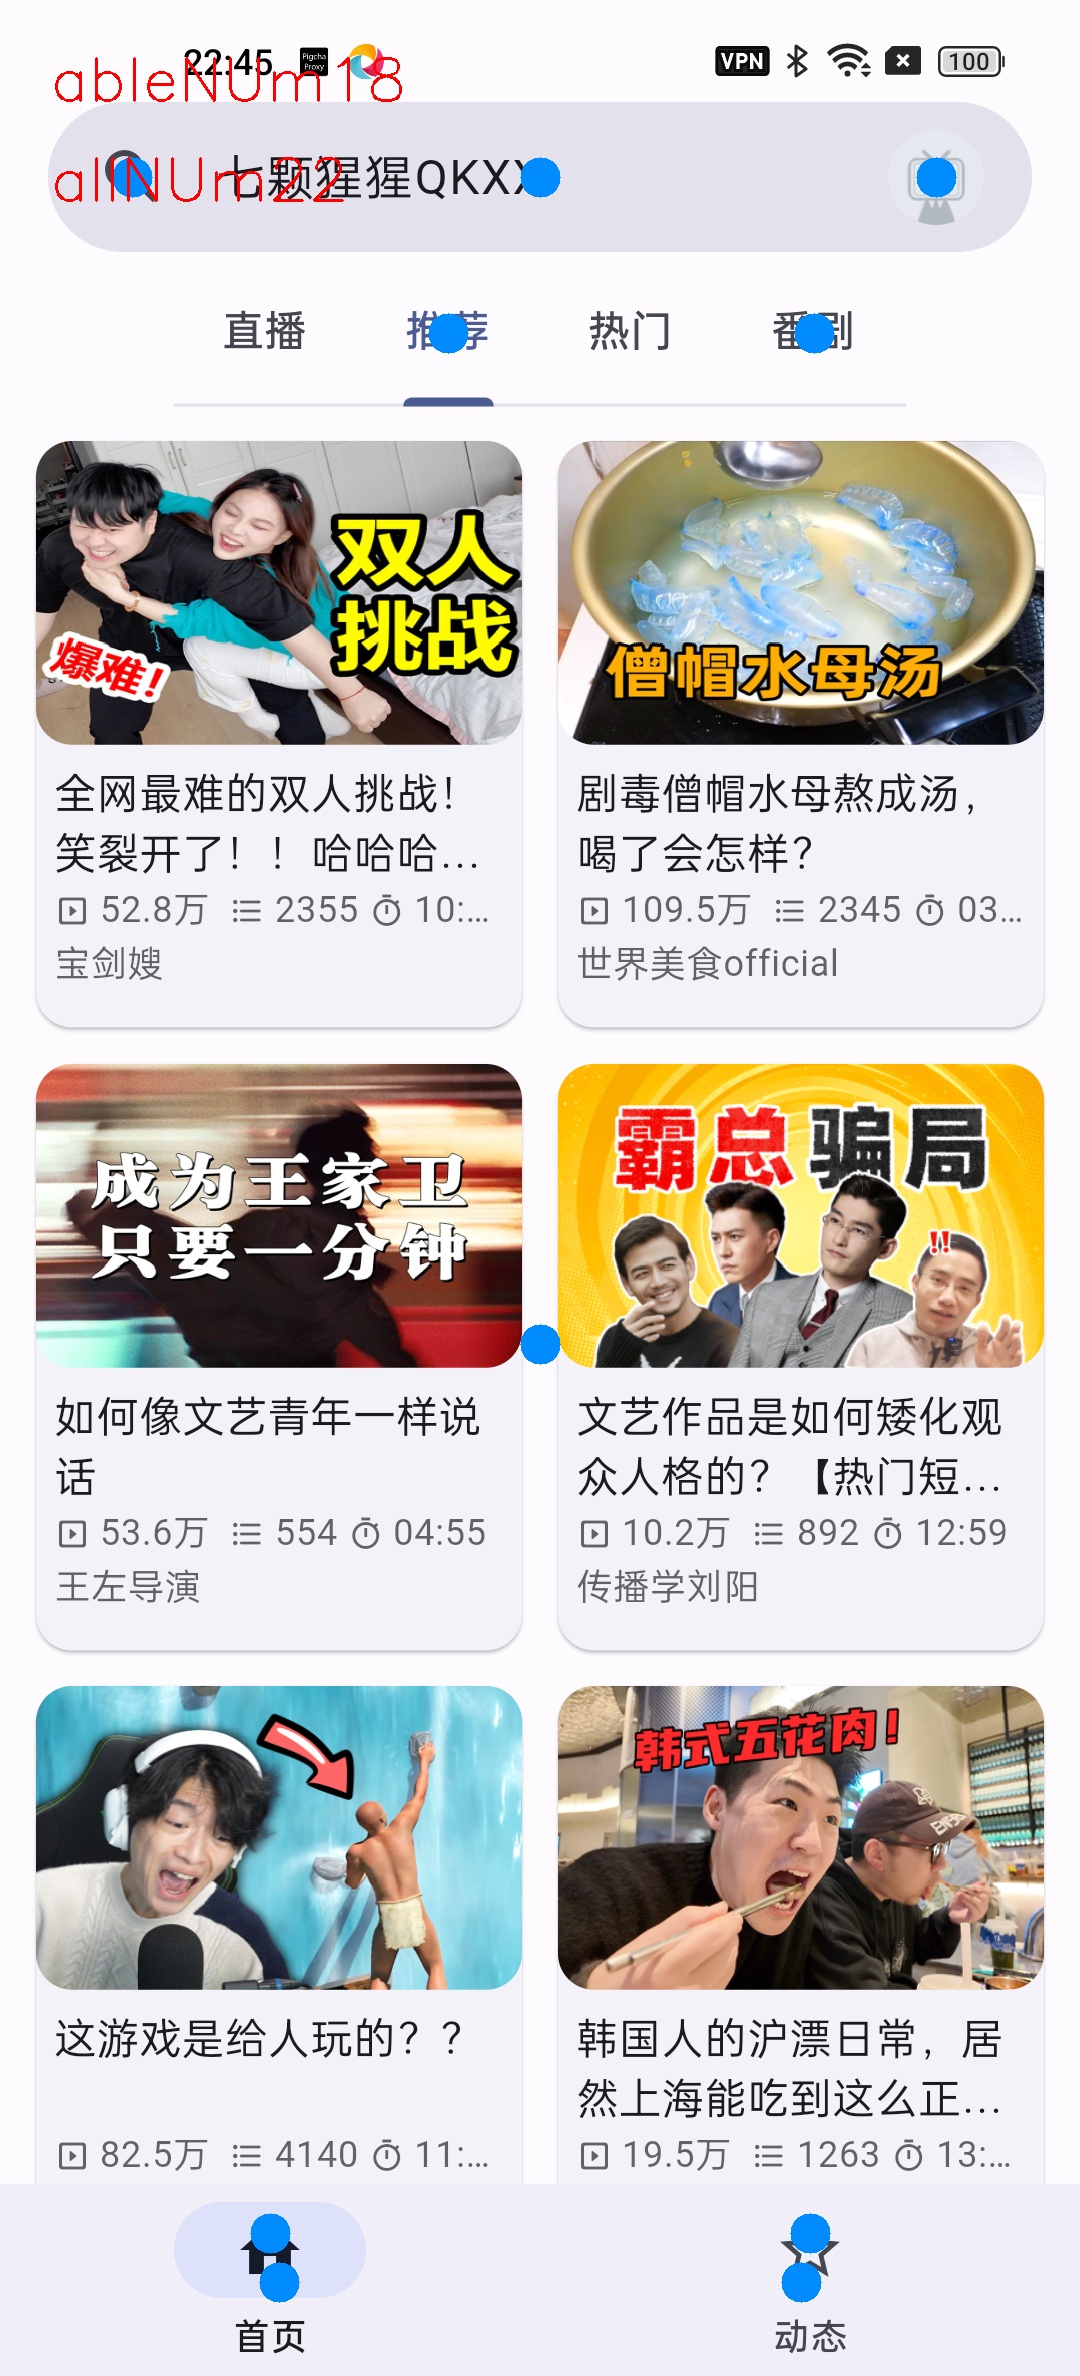 22:45
Pigcha Proxy
VPN
100
ableNUm18
allNUm22
七颗猩猩QKX
直播 推荐 热门 番剧
双人
挑战
爆难!
僧帽水母汤
全网最难的双人挑战!
笑裂开了!! 哈哈哈...
52.8万 2355 10:...
宝剑嫂
剧毒僧帽水母熬成汤,
喝了会怎样?
109.5万 2345 03...
世界美食official
成为王家卫
只要一分钟
霸总骗局
!!
如何像文艺青年一样说
话
53.6万 554 04:55
王左导演
文艺作品是如何矮化观
众人格的? 【热门短...
10.2万 892 12:59
传播学刘阳
韩式五花肉!
这游戏是给人玩的??
82.5万 4140 11:...
韩国人的沪漂日常,居
然上海能吃到这么正...
19.5万 1263 13:...
首页 动态